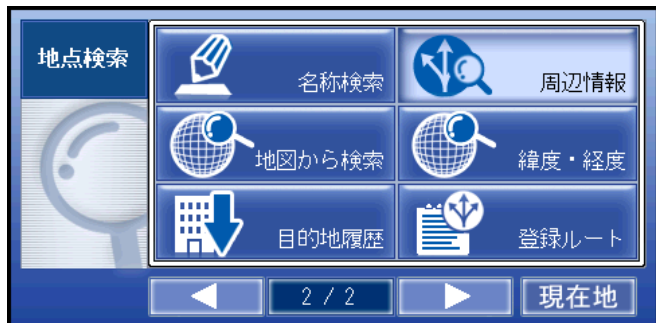 地点検索
名称検索
周辺情報
地図から検索
緯度・経度
目的地履歴
登録ルート
2 / 2
現在地